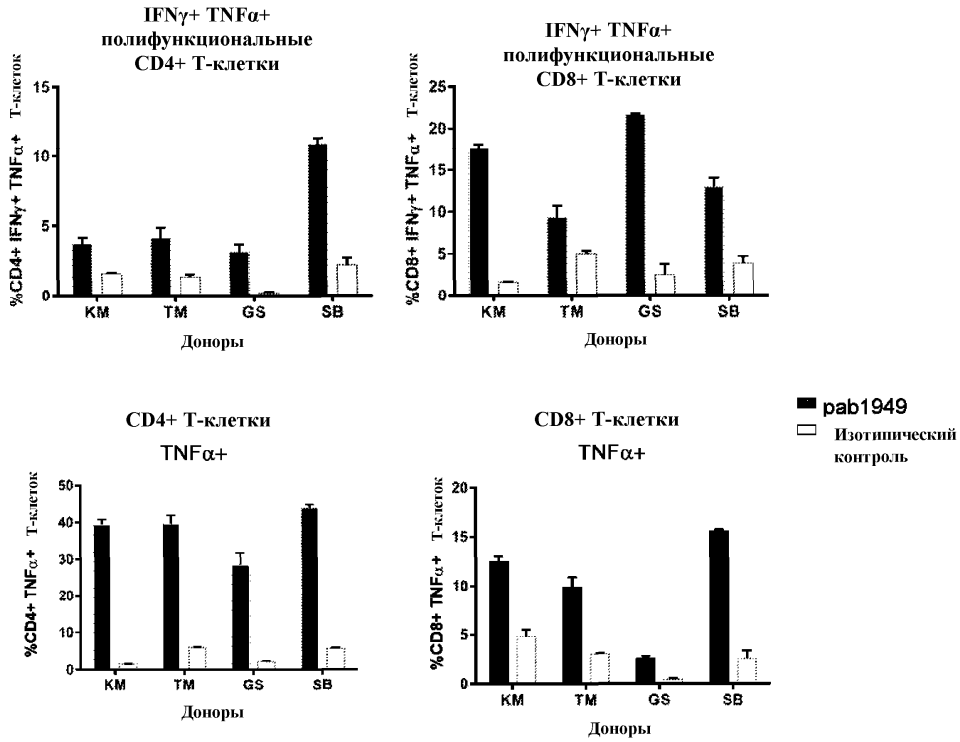 IFNγ+ TNFα+
полифункциональные
CD4+ Т-клетки
%CD4+ IFNγ+ TNFα+ Т-клеток
15
10
5
0
KM TM GS SB
Доноры
IFNγ+ TNFα+
полифункциональные
CD8+ Т-клетки
%CD8+ IFNγ+ TNFα+ Т-клеток
25
20
15
10
5
0
KM TM GS SB
Доноры
CD4+ Т-клетки
TNFα+
%CD4+ TNFα+ Т-клеток
50
40
30
20
10
0
KM TM GS SB
Доноры
CD8+ Т-клетки
TNFα+
%CD8+ TNFα+ Т-клеток
20
15
10
5
0
KM TM GS SB
Доноры
pab1949
Изотипический
контроль